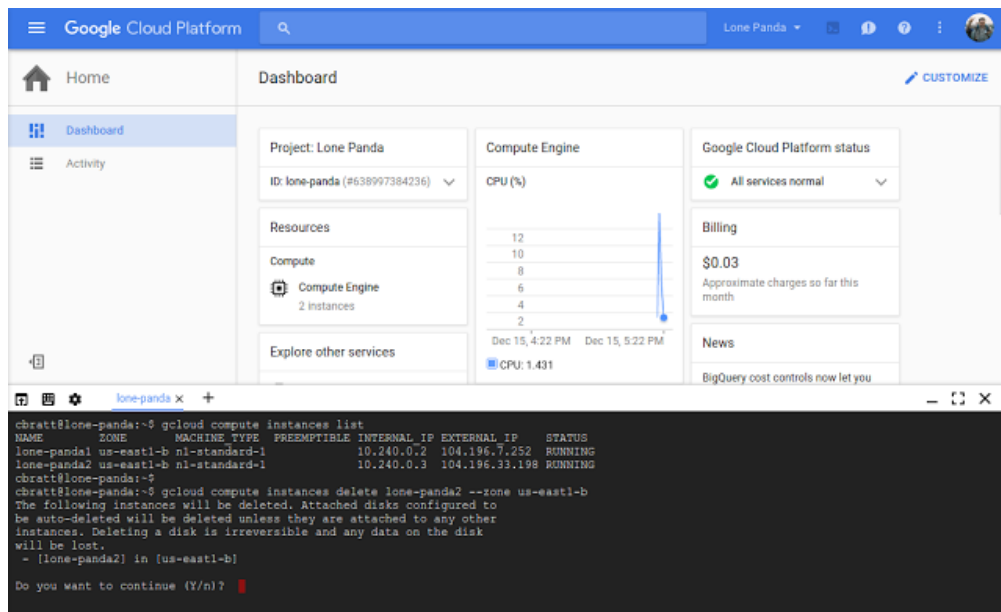 Google Cloud Platform
Lone Panda
Home
Dashboard
CUSTOMIZE
Dashboard
Activity
Project: Lone Panda
ID: lone-panda (#638997384236)
Resources
Compute
Compute Engine
2 instances
Explore other services
Compute Engine
CPU (%)
12
10
8
6
4
2
Dec 15, 4:22 PM Dec 15, 5:22 PM
CPU: 1.431
Google Cloud Platform status
All services normal
Billing
$0.03
Approximate charges so far this
month
News
BigQuery cost controls now let you
lone-panda x +
cbratt@lone-panda:~$ gcloud compute instances list
NAME ZONE MACHINE_TYPE PREEMPTIBLE INTERNAL_IP EXTERNAL_IP STATUS
lone-panda1 us-east1-b n1-standard-1 10.240.0.2 104.196.7.252 RUNNING
lone-panda2 us-east1-b n1-standard-1 10.240.0.3 104.196.33.198 RUNNING
cbratt@lone-panda:~$
cbratt@lone-panda:~$ gcloud compute instances delete lone-panda2 --zone us-east1-b
The following instances will be deleted. Attached disks configured to
be auto-deleted will be deleted unless they are attached to any other
instances. Deleting a disk is irreversible and any data on the disk
will be lost.
- [lone-panda2] in [us-east1-b]
Do you want to continue (Y/n)?